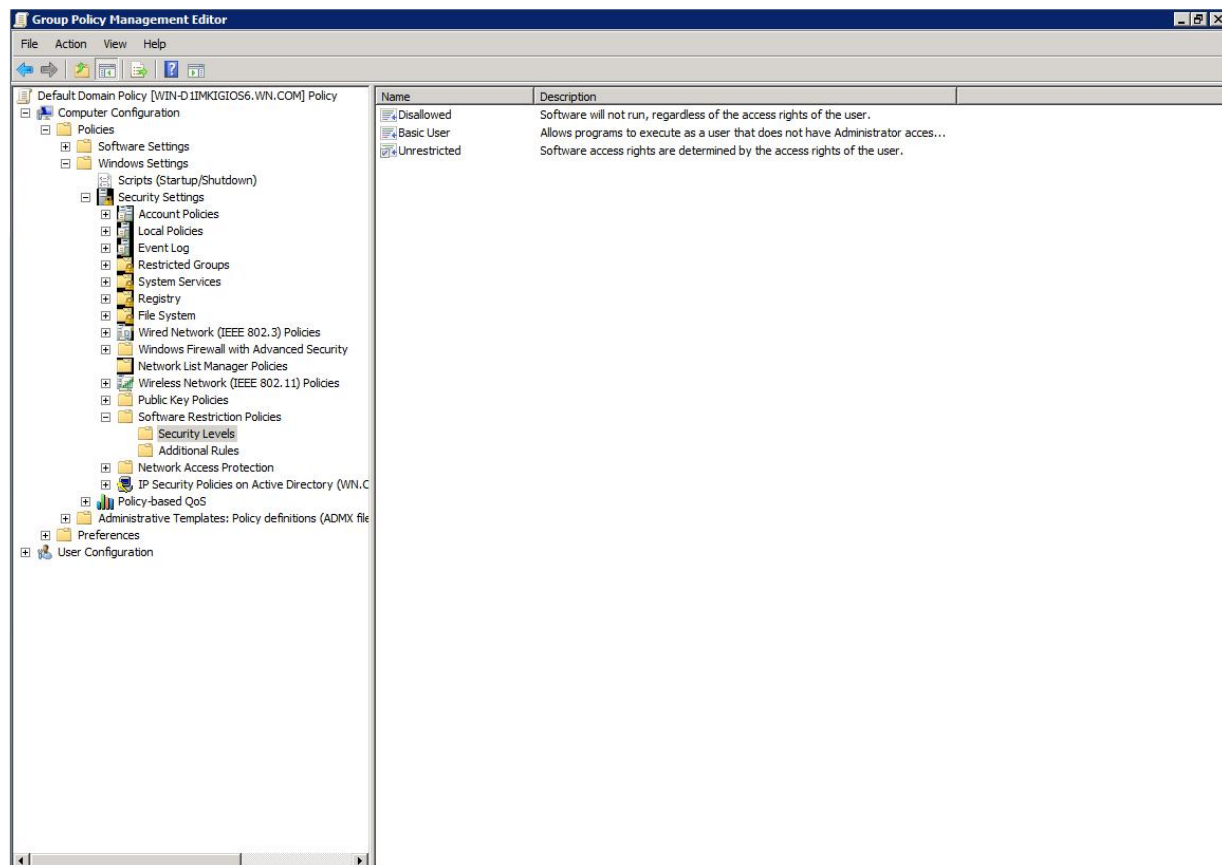 Group Policy Management Editor
File Action View Help
Default Domain Policy [WIN-D1IMKIGIOS6.WN.COM] Policy
Computer Configuration
Policies
Software Settings
Windows Settings
Scripts (Startup/Shutdown)
Security Settings
Account Policies
Local Policies
Event Log
Restricted Groups
System Services
Registry
File System
Wired Network (IEEE 802.3) Policies
Windows Firewall with Advanced Security
Network List Manager Policies
Wireless Network (IEEE 802.11) Policies
Public Key Policies
Software Restriction Policies
Security Levels
Additional Rules
Network Access Protection
IP Security Policies on Active Directory (WN.C
Policy-based QoS
Administrative Templates: Policy definitions (ADMX file
Preferences
User Configuration
Name Description
Disallowed Software will not run, regardless of the access rights of the user.
Basic User Allows programs to execute as a user that does not have Administrator acces...
Unrestricted Software access rights are determined by the access rights of the user.